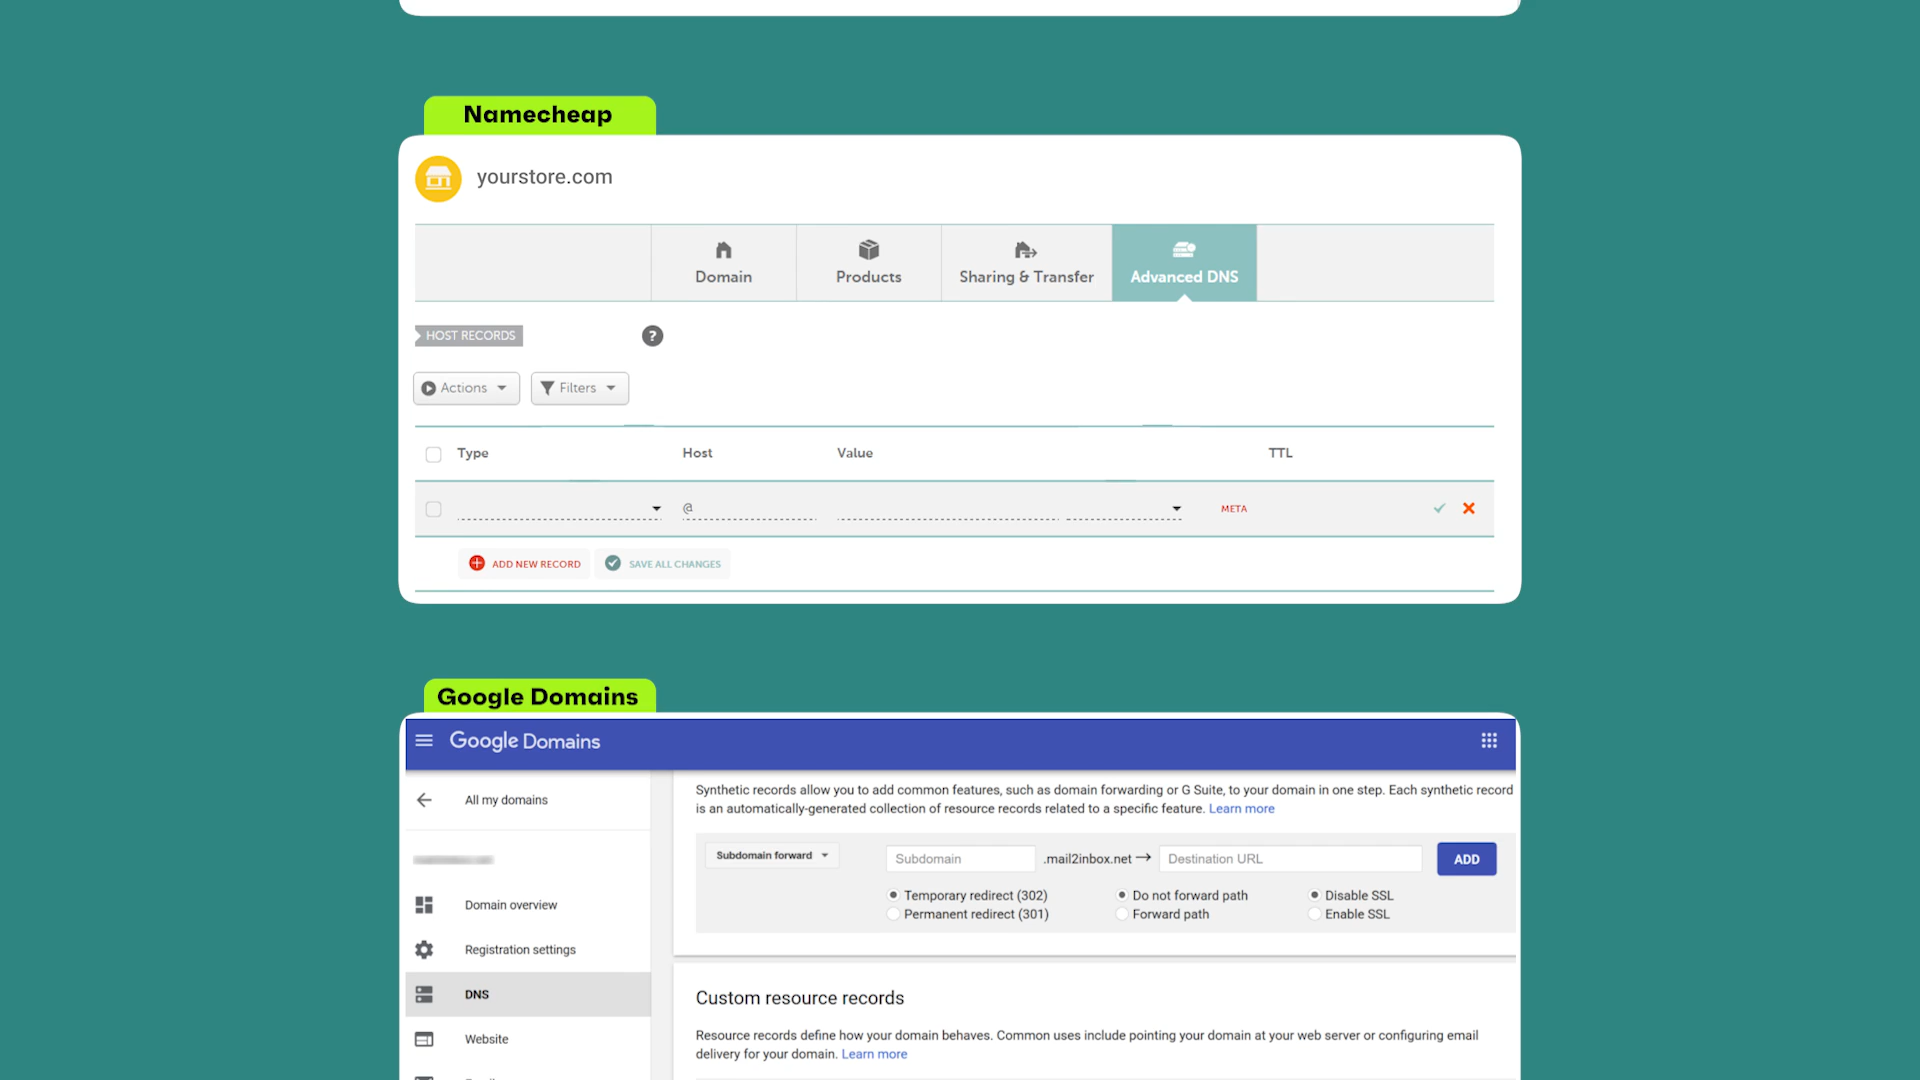 Namecheap
yourstore.com
Domain
Products
Sharing & Transfer
Advanced DNS
HOST RECORDS
?
Actions
Filters
Type
Host
Value
TTL
@
META
ADD NEW RECORD
SAVE ALL CHANGES
Google Domains
Google Domains
All my domains
Synthetic records allow you to add common features, such as domain forwarding or G Suite, to your domain in one step. Each synthetic record
is an automatically-generated collection of resource records related to a specific feature. Learn more
Subdomain forward
Subdomain
.mail2inbox.net
Destination URL
ADD
Temporary redirect (302)
Do not forward path
Disable SSL
Permanent redirect (301)
Forward path
Enable SSL
Domain overview
Registration settings
DNS
Website
Custom resource records
Resource records define how your domain behaves. Common uses include pointing your domain at your web server or configuring email
delivery for your domain. Learn more